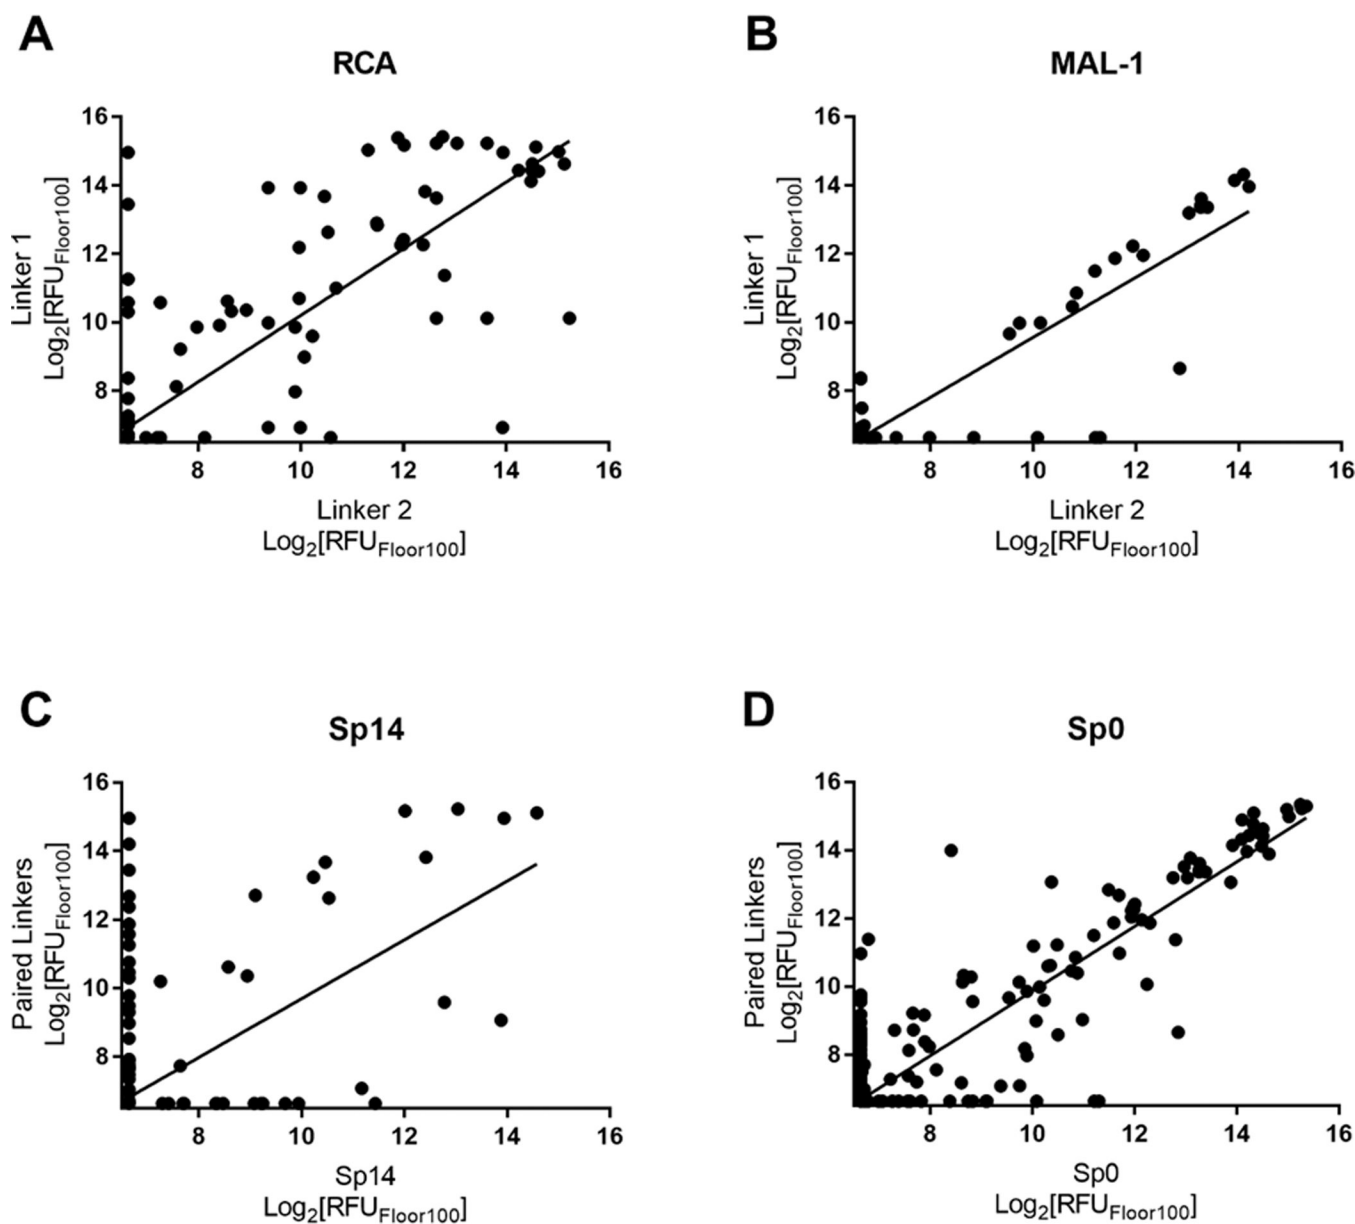 A
RCA
16
14
12
10
8
Linker 1
Log2[RFUFloor100]
8 10 12 14 16
Linker 2
Log2[RFUFloor100]
B
MAL-1
16
14
12
10
8
Linker 1
Log2[RFUFloor100]
8 10 12 14 16
Linker 2
Log2[RFUFloor100]
C
Sp14
16
14
12
10
8
Paired Linkers
Log2[RFUFloor100]
8 10 12 14 16
Sp14
Log2[RFUFloor100]
D
Sp0
16
14
12
10
8
Paired Linkers
Log2[RFUFloor100]
8 10 12 14 16
Sp0
Log2[RFUFloor100]